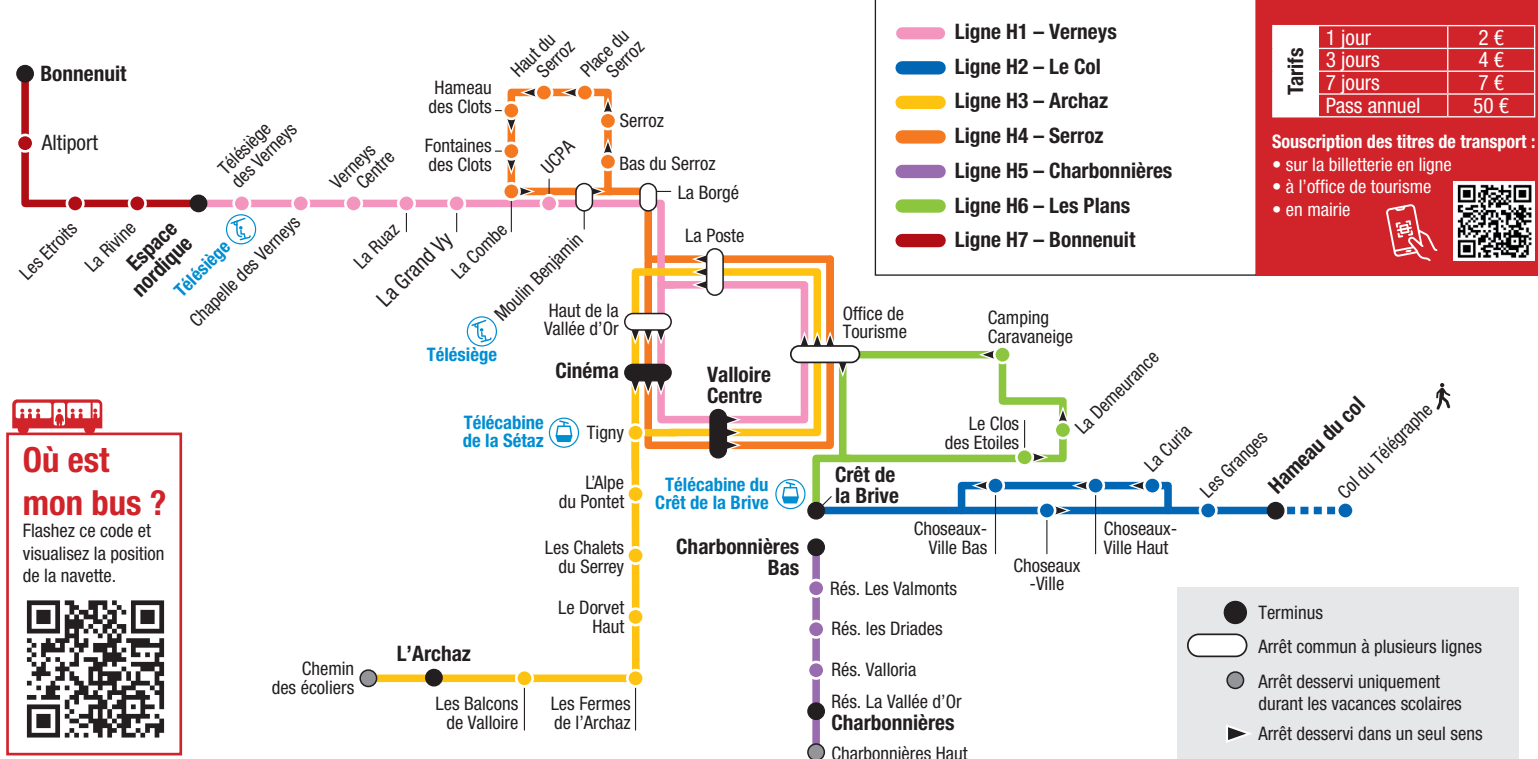 Ligne H1 – Verneys
Ligne H2 – Le Col
Ligne H3 – Archaz
Ligne H4 – Serroz
Ligne H5 – Charbonnières
Ligne H6 – Les Plans
Ligne H7 – Bonnenuit
Tarifs
1 jour 2 €
3 jours 4 €
7 jours 7 €
Pass annuel 50 €
Souscription des titres de transport :
• sur la billetterie en ligne
• à l'office de tourisme
• en mairie
Bonnenuit
Altiport
Les Etroits
La Rivine
Espace
nordique
Télésiège
des Verneys
Télésiège
Chapelle des Verneys
Verneys
Centre
La Ruaz
La Grand Vy
La Combe
UCPA
Moulin Benjamin
Télésiège
Fontaines
des Clots
Hameau
des Clots
Haut du
Serroz
Place du
Serroz
Serroz
Bas du Serroz
La Borgé
La Poste
Haut de la
Vallée d'Or
Cinéma
Valloire
Centre
Office de
Tourisme
Camping
Caravaneige
La Demeurance
Le Clos
des Etoiles
Télécabine
de la Sétaz
Tigny
L'Alpe
du Pontet
Les Chalets
du Serrey
Le Dorvet
Haut
Les Fermes
de l'Archaz
Les Balcons
de Valloire
L'Archaz
Chemin
des écoliers
Télécabine du
Crêt de la Brive
Crêt de
la Brive
Choseaux-
Ville Bas
Choseaux
-Ville
Choseaux-
Ville Haut
La Curia
Les Granges
Hameau du col
Col du Télégraphe
Charbonnières
Bas
Rés. Les Valmonts
Rés. les Driades
Rés. Valloria
Rés. La Vallée d'Or
Charbonnières
Charbonnières Haut
Où est
mon bus ?
Flashez ce code et
visualisez la position
de la navette.
Terminus
Arrêt commun à plusieurs lignes
Arrêt desservi uniquement
durant les vacances scolaires
Arrêt desservi dans un seul sens